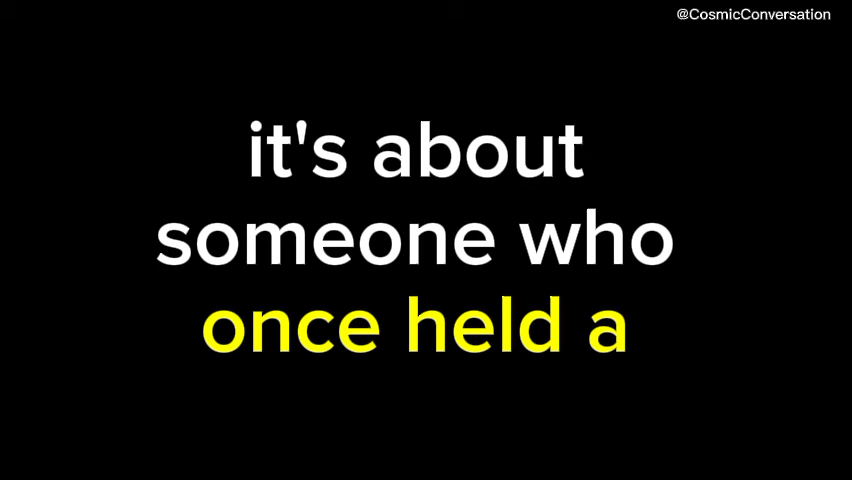 @CosmicConversation
it's about
someone who
once held a